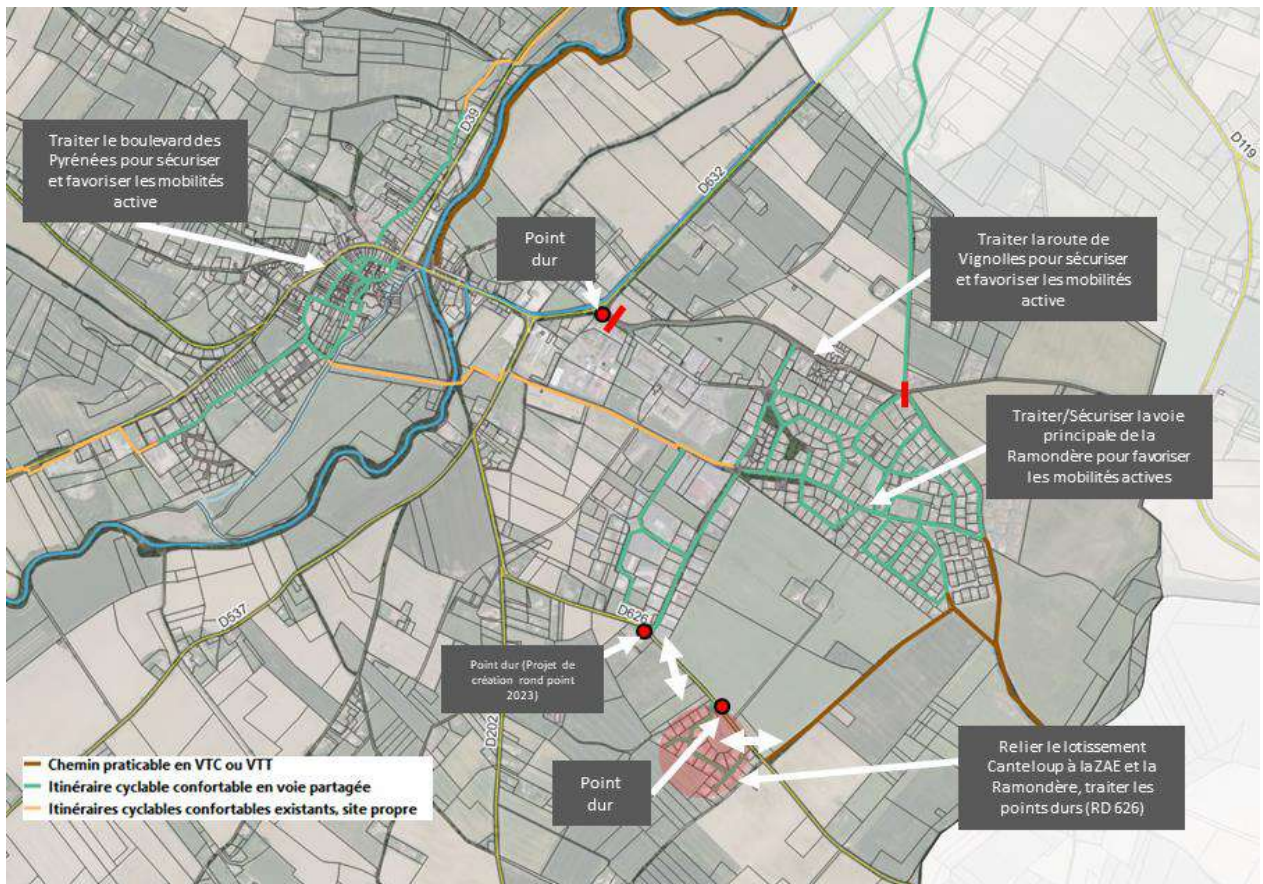 D39
D119
Traiter le boulevard des
Pyrénées pour sécuriser
et favoriser les mobilités
active
D632
Point
dur
Traiter la route de
Vignolles pour sécuriser
et favoriser les mobilités
active
Traiter/Sécuriser la voie
principale de la
Ramondère pour favoriser
les mobilités actives
D537
D626
Point dur (Projet de
création rond point
2023)
D202
Point
dur
Relier le lotissement
Canteloup à la ZAE et la
Ramondère, traiter les
points durs (RD 626)
Chemin praticable en VTC ou VTT
Itinéraire cyclable confortable en voie partagée
Itinéraires cyclables confortables existants, site propre